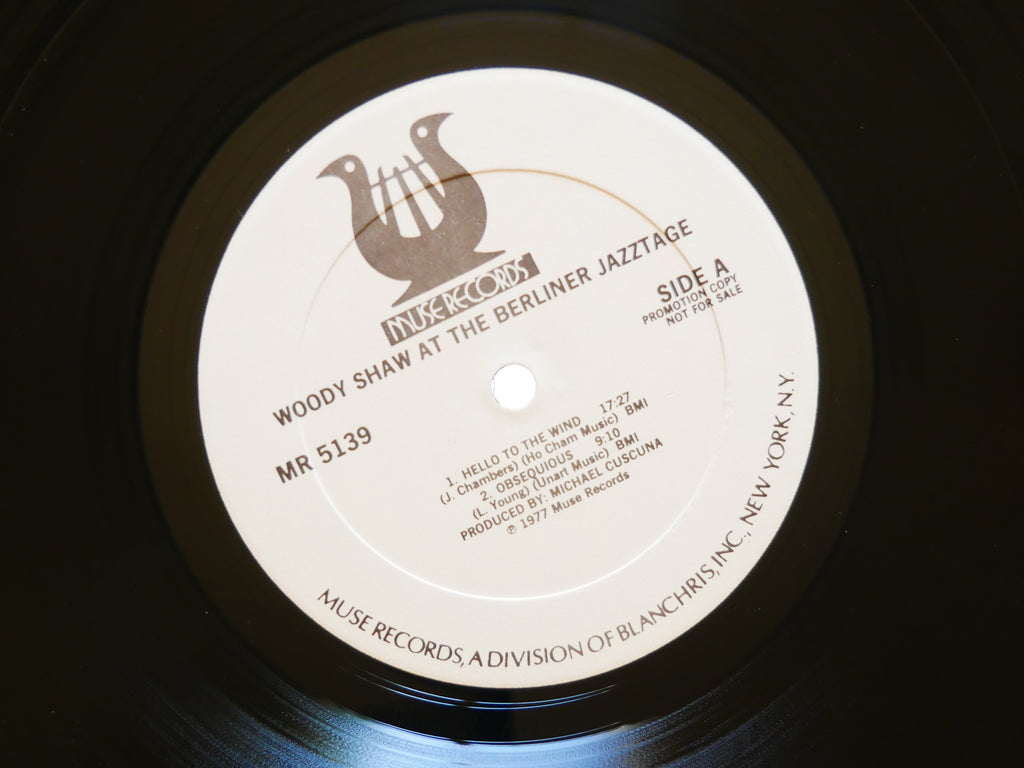 MUSE RECORDS
WOODY SHAW AT THE BERLINER JAZZTAGE
SIDE A
PROMOTION COPY
NOT FOR SALE
MR 5139
1. HELLO TO THE WIND 17:27
(J. Chambers) (Ho Cham Music) BMI
2. OBSEQUIOUS 9:10
(L. Young) (Unart Music) BMI
PRODUCED BY: MICHAEL CUSCUNA
℗ 1977 Muse Records
MUSE RECORDS, A DIVISION OF BLANCHRIS, INC., NEW YORK, N.Y.